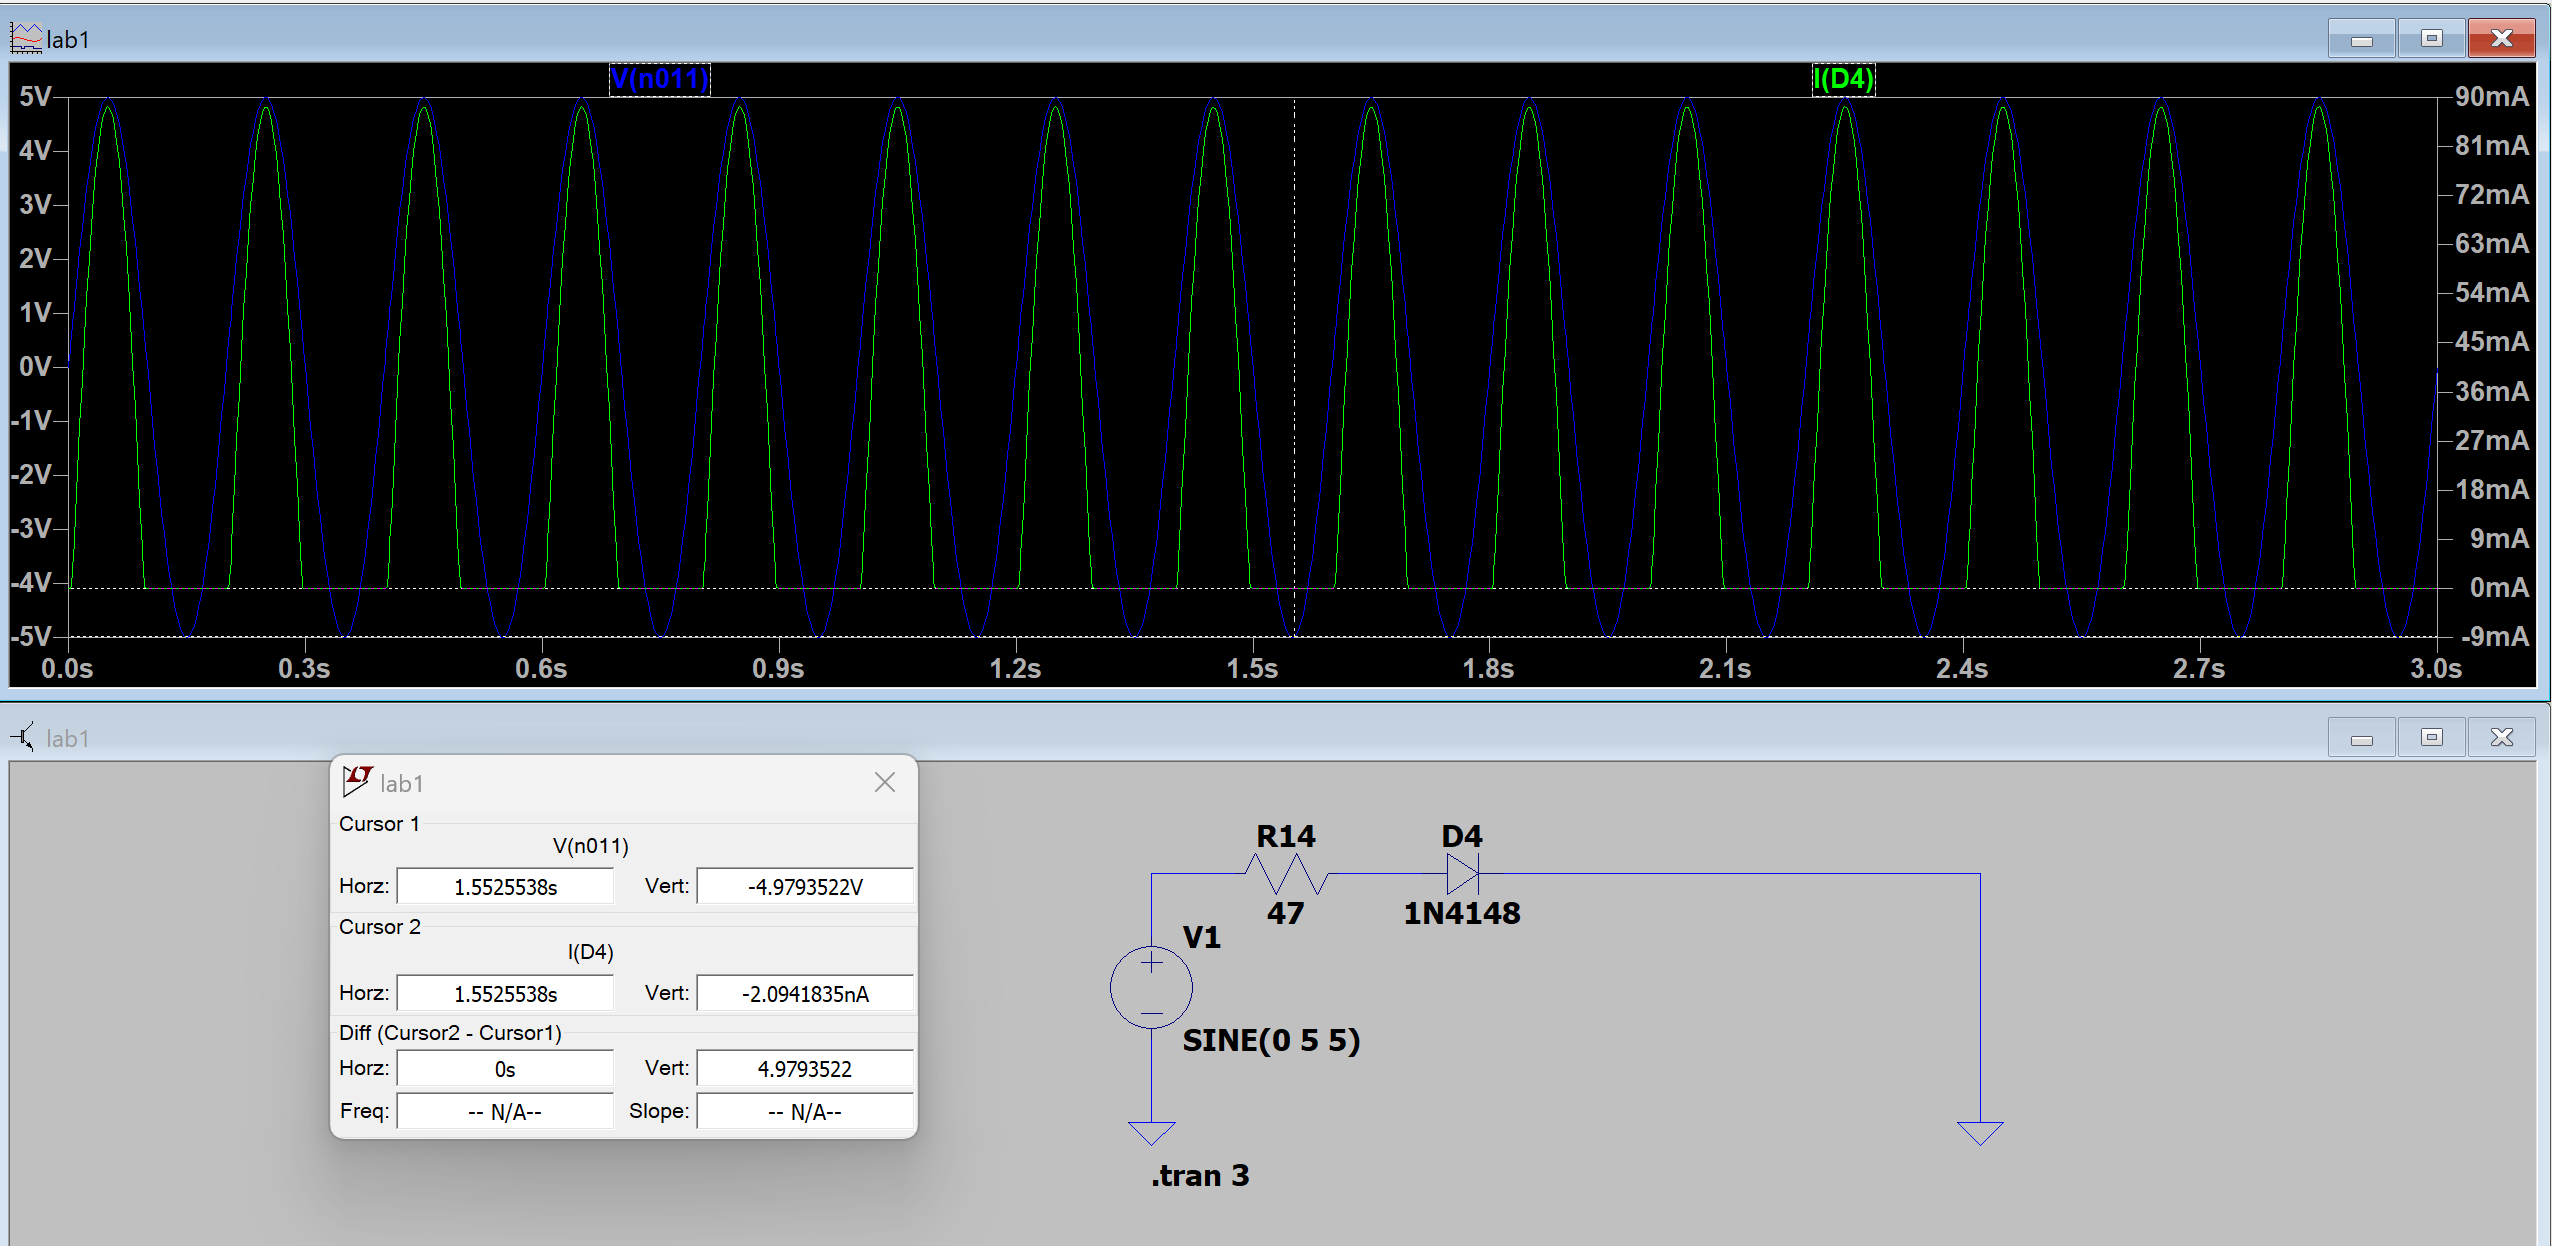 lab1
V(n011) I(D4)
5V 90mA
4V 81mA
3V 72mA
2V 63mA
1V 54mA
0V 45mA
-1V 36mA
-2V 27mA
-3V 18mA
-4V 9mA
-5V 0mA
-9mA
0.0s 0.3s 0.6s 0.9s 1.2s 1.5s 1.8s 2.1s 2.4s 2.7s 3.0s
lab1
lab1
Cursor 1
V(n011)
Horz: 1.5525538s Vert: -4.9793522V
Cursor 2
I(D4)
Horz: 1.5525538s Vert: -2.0941835nA
Diff (Cursor2 - Cursor1)
Horz: 0s Vert: 4.9793522
Freq: -- N/A-- Slope: -- N/A--
R14
47
D4
1N4148
V1
SINE(0 5 5)
.tran 3